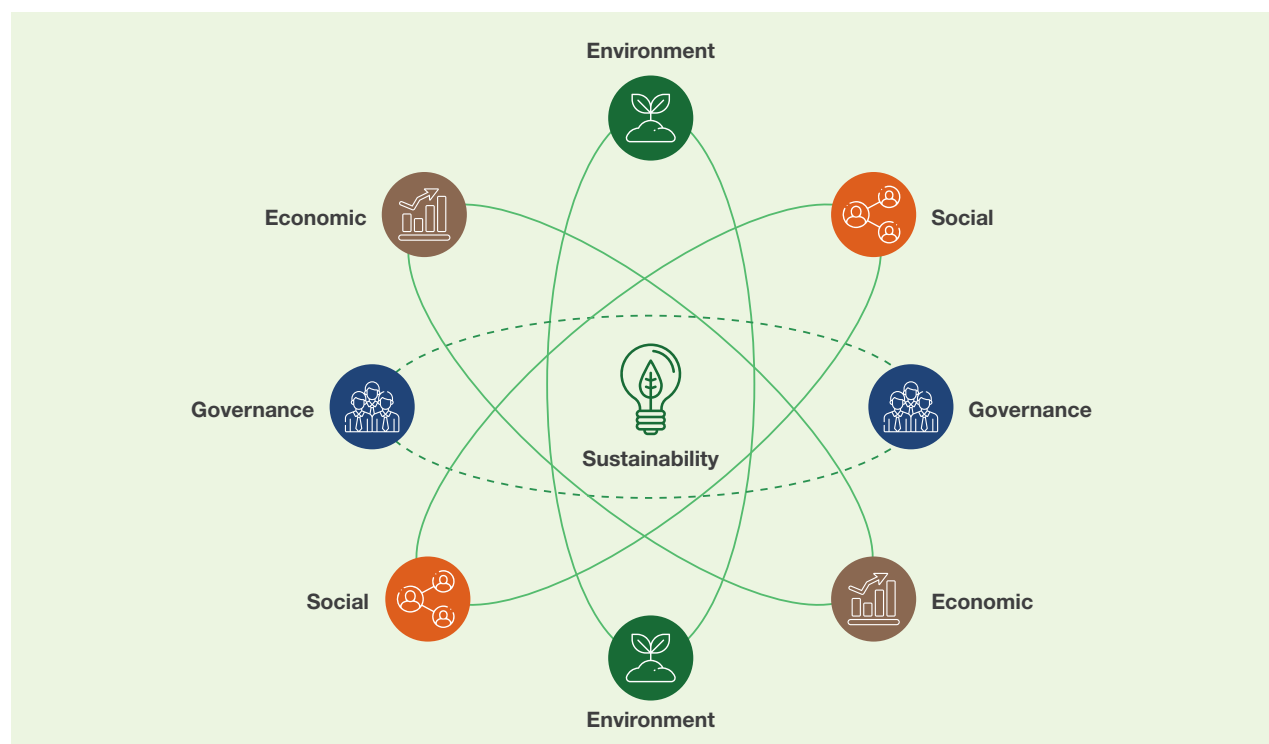 Environment
Economic
Social
Governance
Governance
Sustainability
Social
Economic
Environment